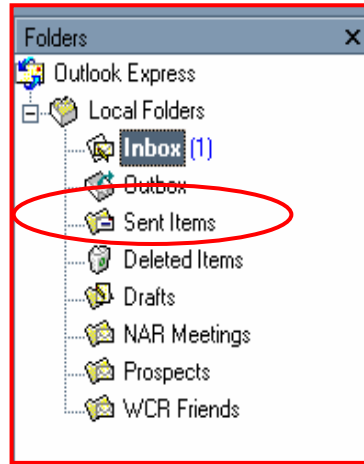 Folders
Outlook Express
Local Folders
Inbox (1)
Outbox
Sent Items
Deleted Items
Drafts
NAR Meetings
Prospects
WCR Friends